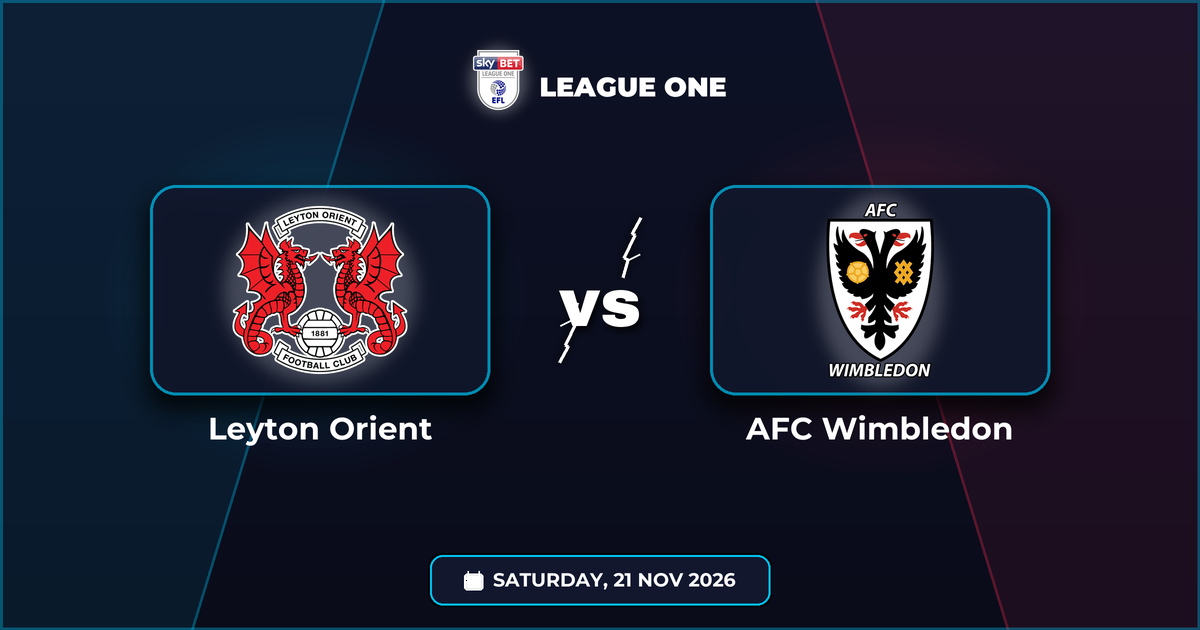 sky BET
LEAGUE ONE
EFL
LEAGUE ONE
LEYTON ORIENT
1881
FOOTBALL CLUB
vs
AFC
WIMBLEDON
Leyton Orient
AFC Wimbledon
SATURDAY, 21 NOV 2026